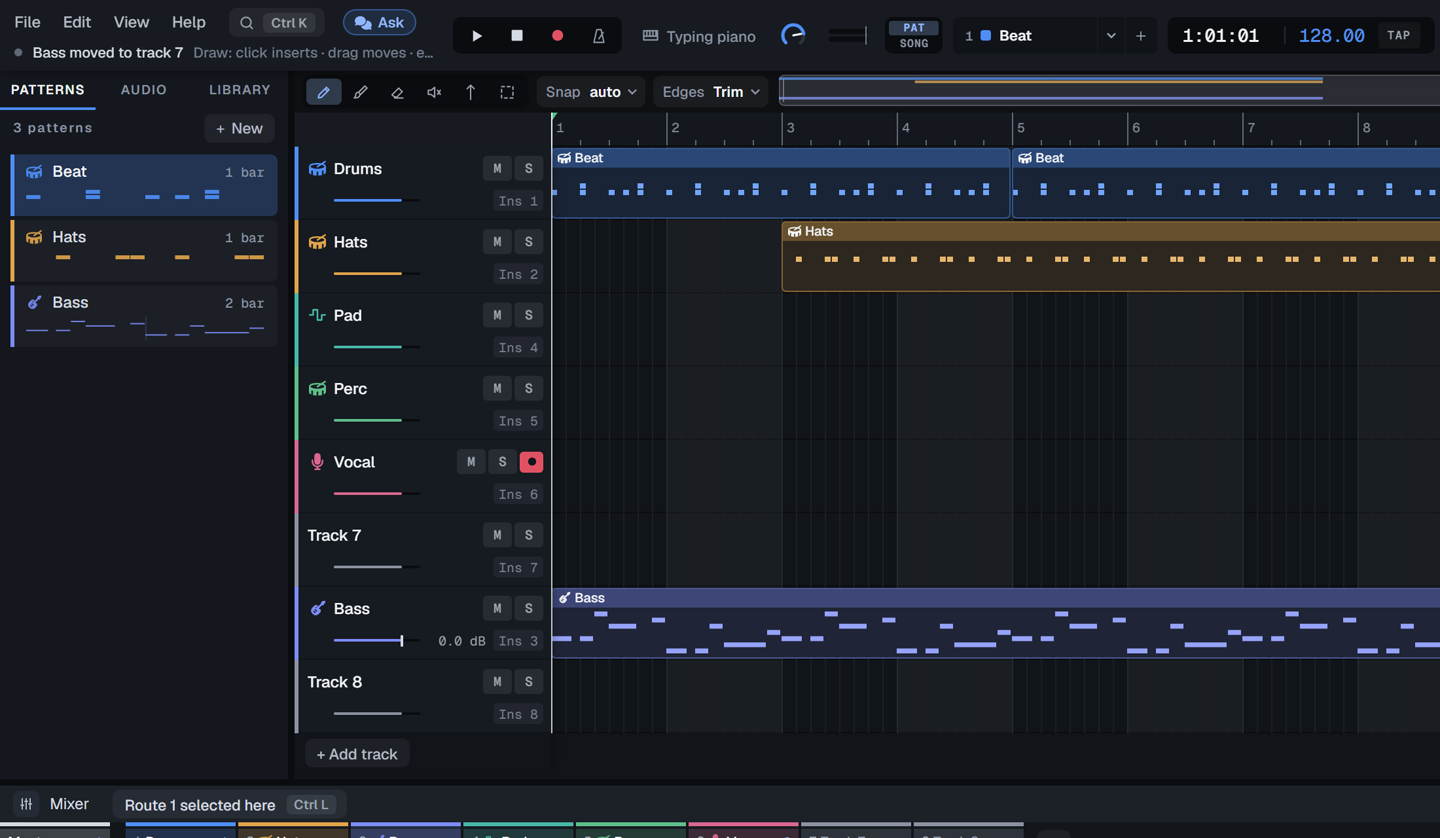 File Edit View Help Ctrl K Ask
Bass moved to track 7 Draw: click inserts · drag moves · e…
Typing piano
PAT
SONG
1 Beat
1:01:01 128.00 TAP
PATTERNS AUDIO LIBRARY
3 patterns + New
Beat 1 bar
Hats 1 bar
Bass 2 bar
Snap auto Edges Trim
1 2 3 4 5 6 7 8
Drums M S
Ins 1
Beat Beat
Hats M S
Ins 2
Hats
Pad M S
Ins 4
Perc M S
Ins 5
Vocal M S
Ins 6
Track 7 M S
Ins 7
Bass M S
0.0 dB Ins 3
Bass
Track 8 M S
Ins 8
+ Add track
Mixer Route 1 selected here Ctrl L